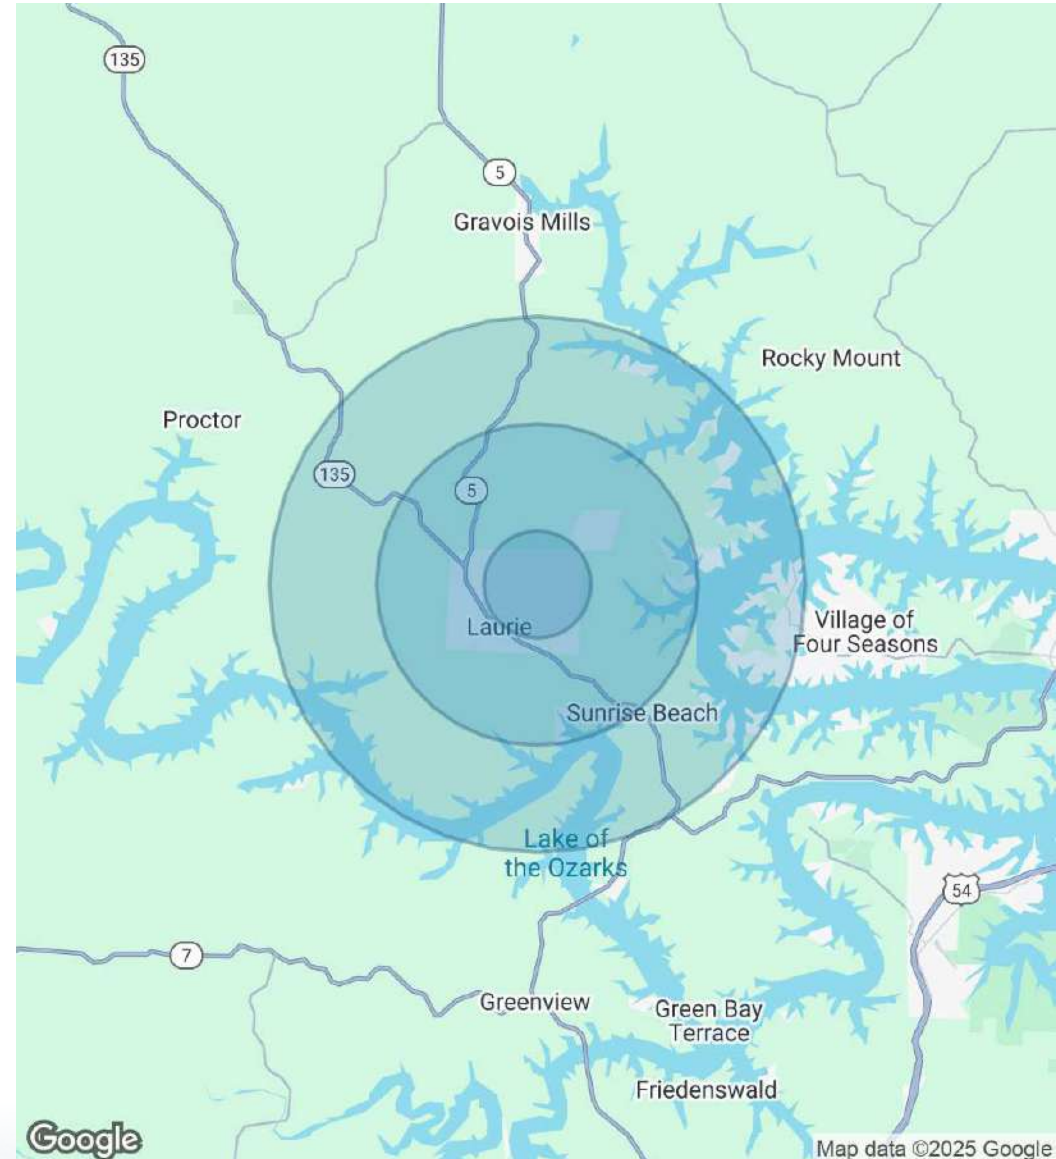 135
5
Gravois Mills
Rocky Mount
Proctor
135
5
Village of
Four Seasons
Laurie
Sunrise Beach
Lake of
the Ozarks
54
7
Greenview
Green Bay
Terrace
Friedenswald
Google
Map data ©2025 Google